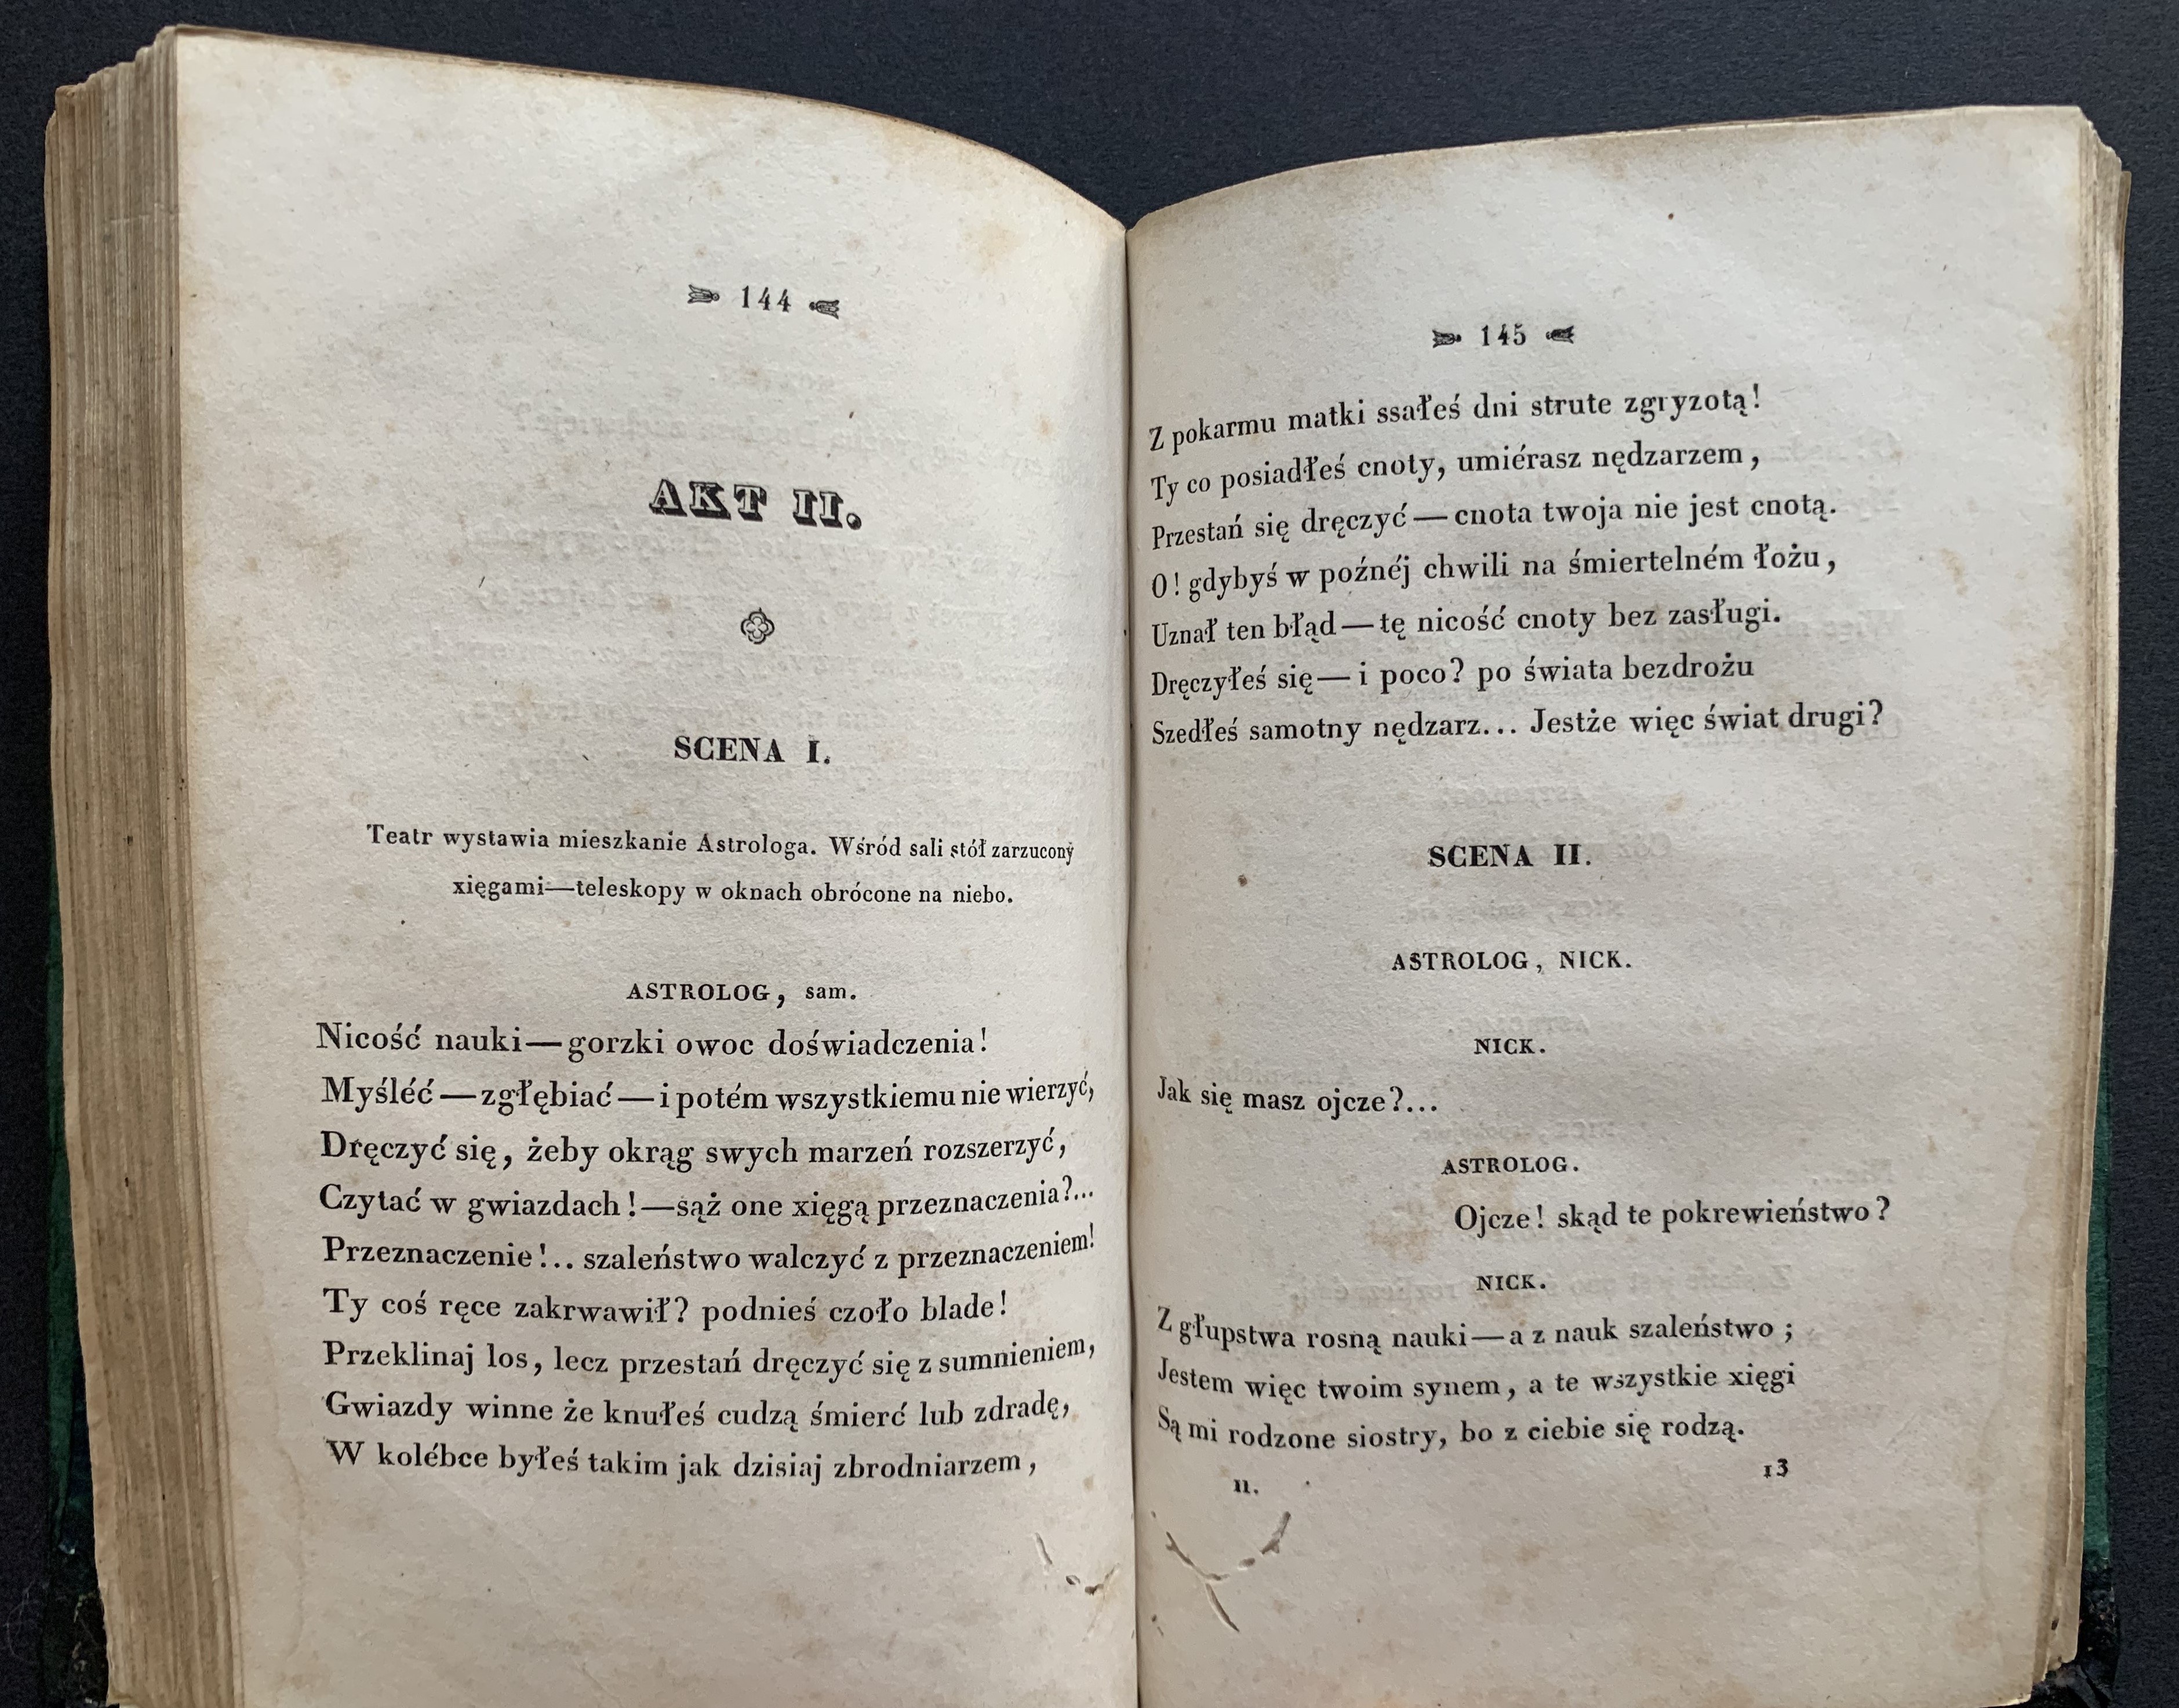 144
AKT II.
SCENA I.
Teatr wystawia mieszkanie Astrologa. Wśród sali stół zarzucony
xięgami—teleskopy w oknach obrócone na niebo.
ASTROLOG, sam.
Nicość nauki—gorzki owoc doświadczenia!
Myśléć—zgłębiać—i potém wszystkiemu nie wierzyć,
Dręczyć się, żeby okrąg swych marzeń rozszerzyć,
Czytać w gwiazdach!—sąż one xięgą przeznaczenia?...
Przeznaczenie!.. szaleństwo walczyć z przeznaczeniem!
Ty coś ręce zakrwawił? podnieś czoło blade!
Przeklinaj los, lecz przestań dręczyć się z sumnieniem,
Gwiazdy winne że knułeś cudzą śmierć lub zdradę,
W kolébce byłeś takim jak dzisiaj zbrodniarzem,
145
Z pokarmu matki ssałeś dni strute zgryzotą!
Ty co posiadłeś cnoty, umiérasz nędzarzem,
Przestań się dręczyć—cnota twoja nie jest cnotą.
O! gdybyś w poźnéj chwili na śmiertelném łożu,
Uznał ten błąd—tę nicość cnoty bez zasługi.
Dręczyłeś się—i poco? po świata bezdrożu
Szedłeś samotny nędzarz... Jestże więc świat drugi?
SCENA II.
ASTROLOG, NICK.
NICK.
Jak się masz ojcze?...
ASTROLOG.
Ojcze! skąd te pokrewieństwo?
NICK.
Z głupstwa rosną nauki—a z nauk szaleństwo;
Jestem więc twoim synem, a te wszystkie xięgi
Są mi rodzone siostry, bo z ciebie się rodzą.
II. 13